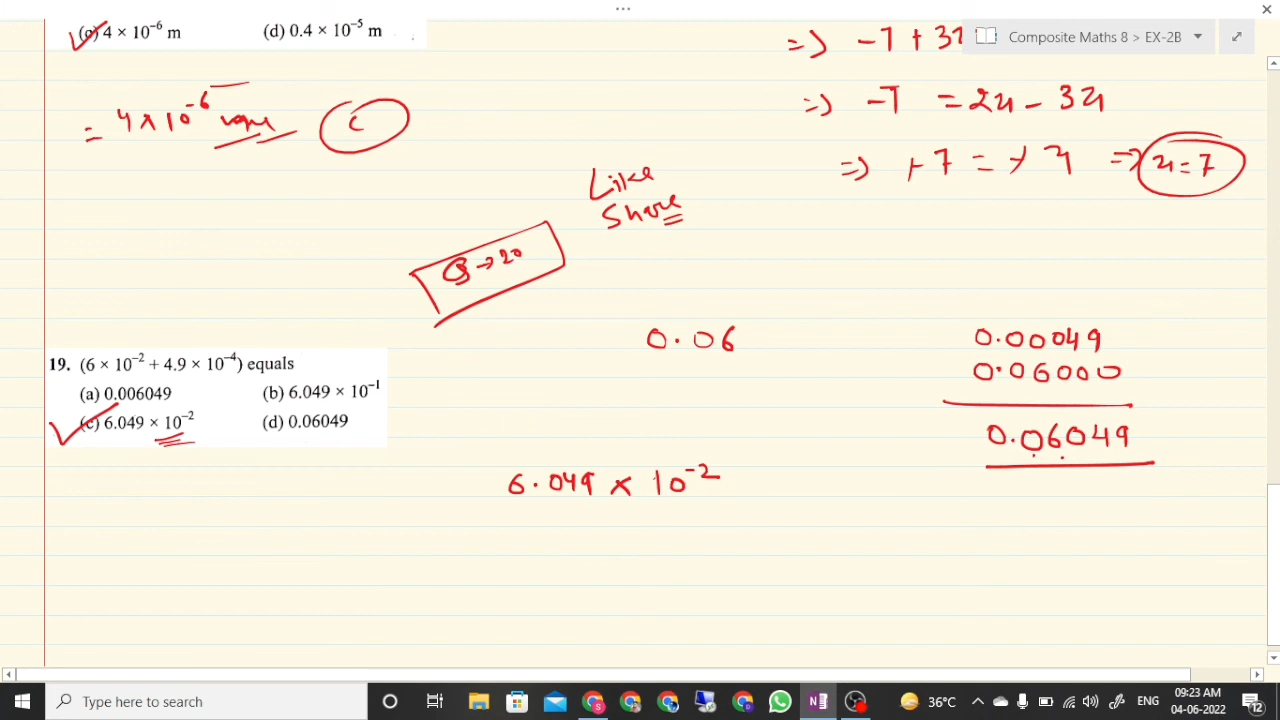 (c) 4 × 10⁻⁶ m (d) 0.4 × 10⁻⁵ m
= 4 × 10⁻⁶
C
=> -7 + 3
Composite Maths 8 > EX-2B
=> -7 = 2x - 3x
=> +7 = +x => x = 7
Like
Share
Q → 20
19. (6 × 10⁻² + 4.9 × 10⁻⁴) equals
(a) 0.006049 (b) 6.049 × 10⁻¹
(c) 6.049 × 10⁻² (d) 0.06049
0.06
0.00049
0.06000
0.06049
6.049 × 10⁻²
Type here to search
36°C
ENG
09:23 AM
04-06-2022
12